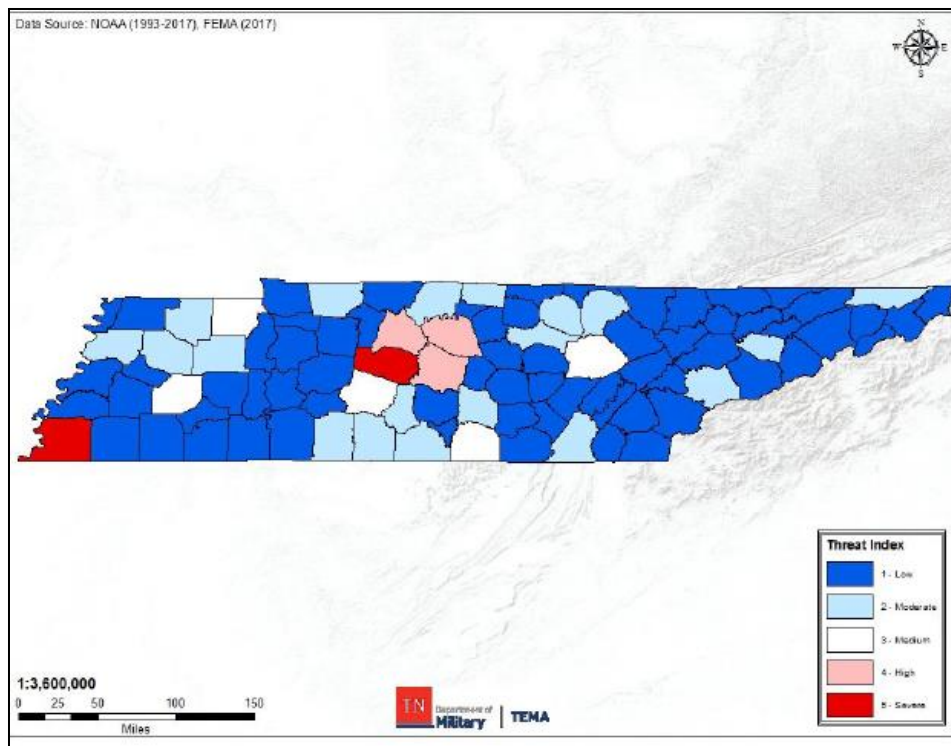 Data Source: NOAA (1993-2017), FEMA (2017)
N
W E
S
Threat Index
1 - Low
2 - Moderate
3 - Medium
4 - High
5 - Severe
1:3,600,000
0 25 50 100 150
Miles
TN
Department of
Military | TEMA